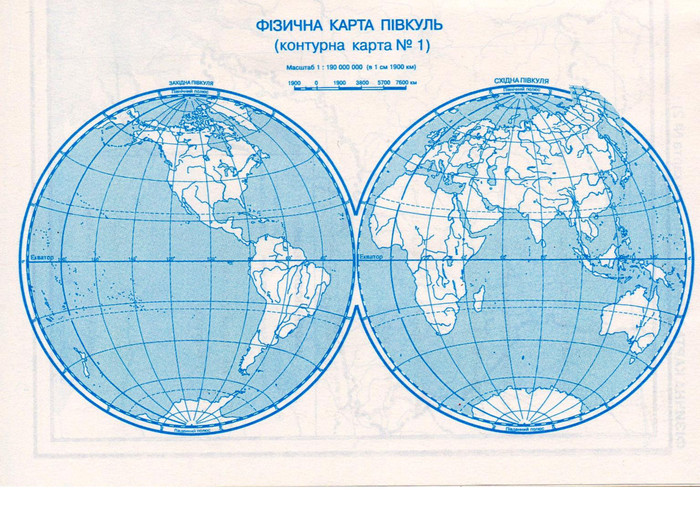 ФІЗИЧНА КАРТА ПІВКУЛЬ
(контурна карта № 1)
Масштаб 1 : 190 000 000 (в 1 см 1900 км)
1900 0 1900 3800 5700 7600 км
ЗАХІДНА ПІВКУЛЯ
Північний полюс
СХІДНА ПІВКУЛЯ
Північний полюс
Екватор
Екватор
Південний полюс
Південний полюс